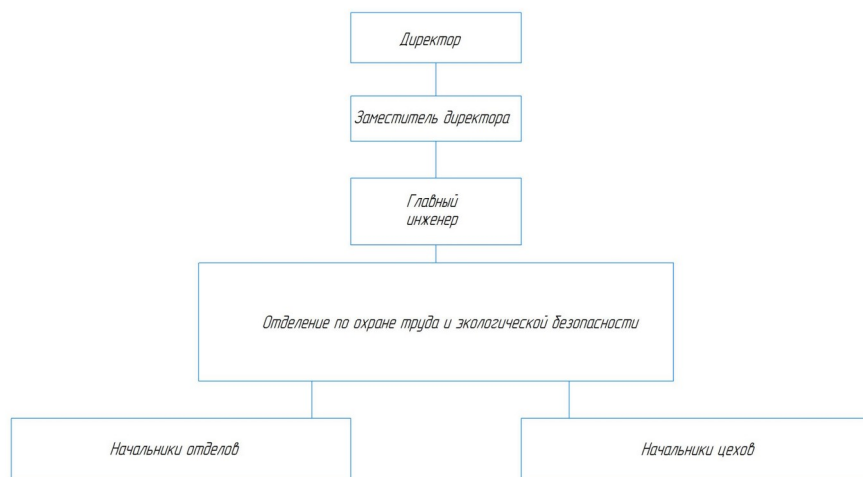 Директор
Заместитель директора
Главный
инженер
Отделение по охране труда и экологической безопасности
Начальники отделов
Начальники цехов